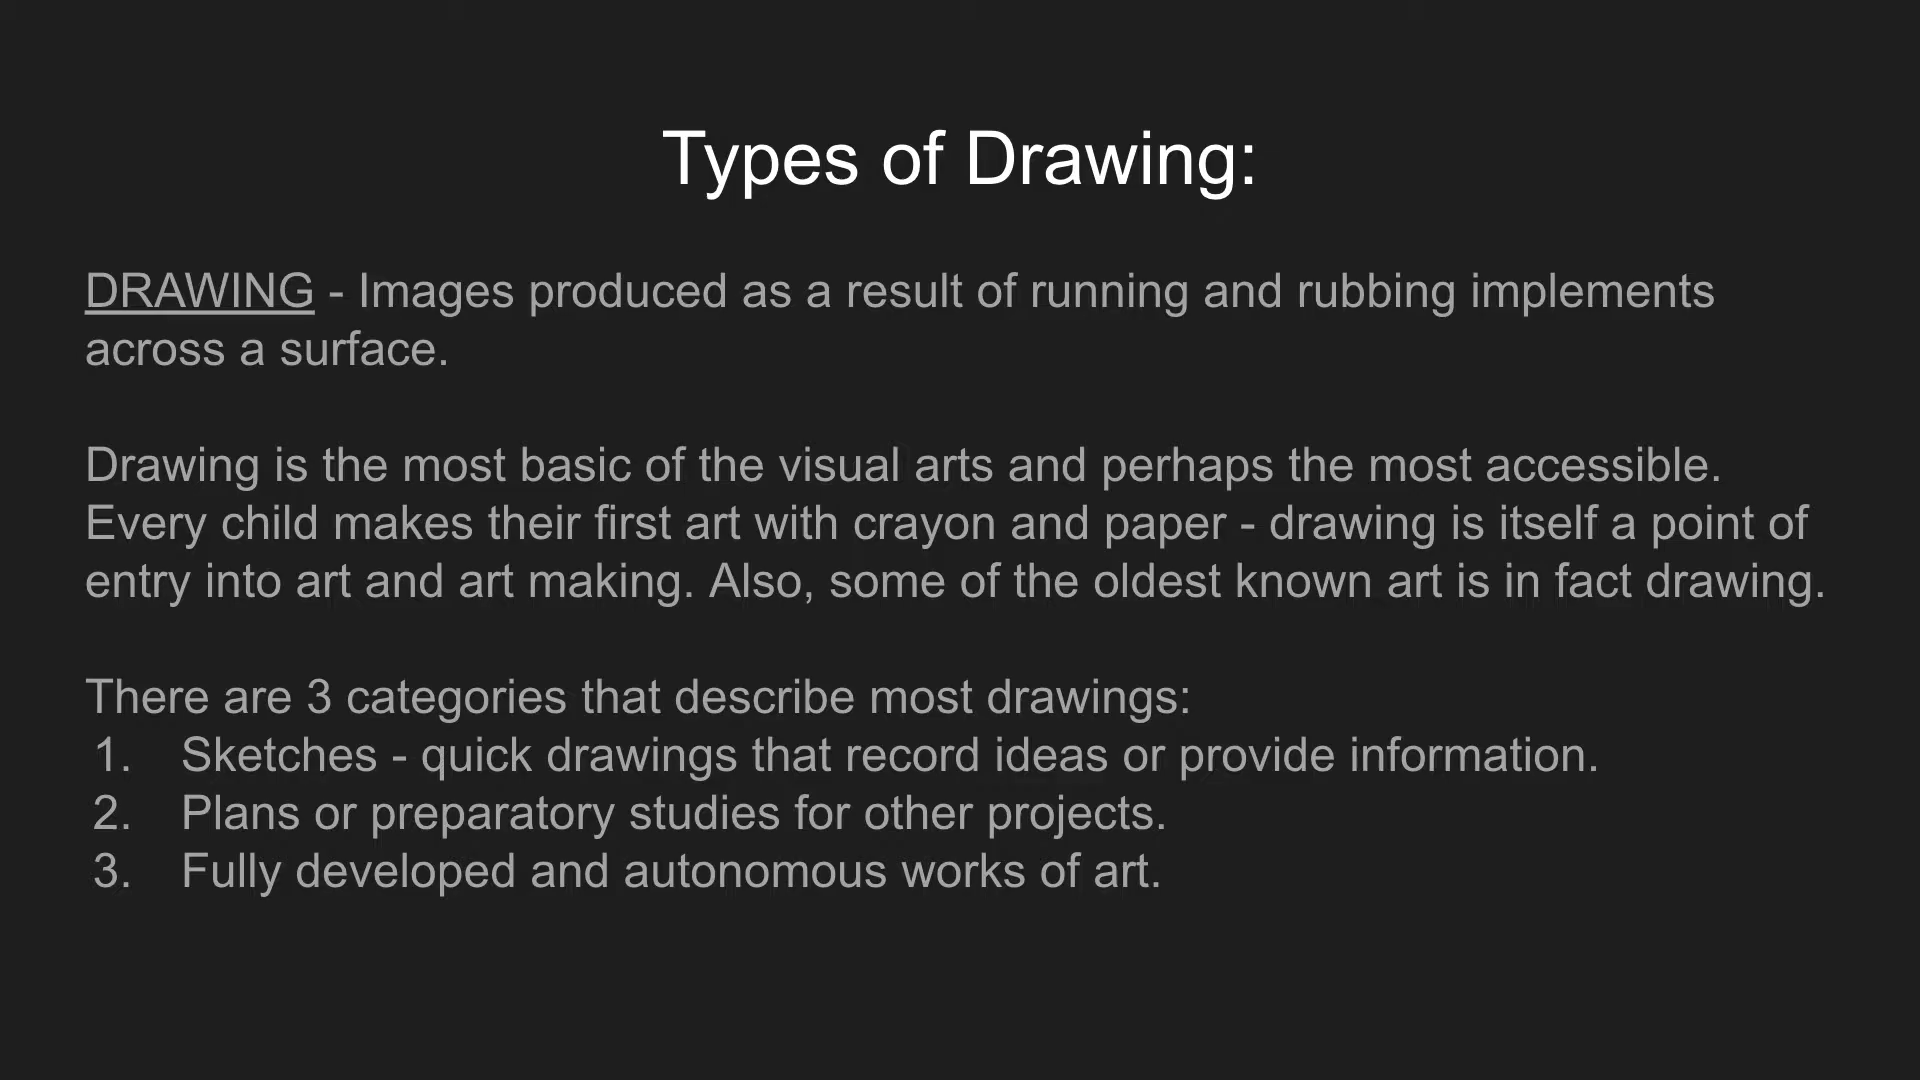 Types of Drawing:
DRAWING - Images produced as a result of running and rubbing implements
across a surface.
Drawing is the most basic of the visual arts and perhaps the most accessible.
Every child makes their first art with crayon and paper - drawing is itself a point of
entry into art and art making. Also, some of the oldest known art is in fact drawing.
There are 3 categories that describe most drawings:
1. Sketches - quick drawings that record ideas or provide information.
2. Plans or preparatory studies for other projects.
3. Fully developed and autonomous works of art.